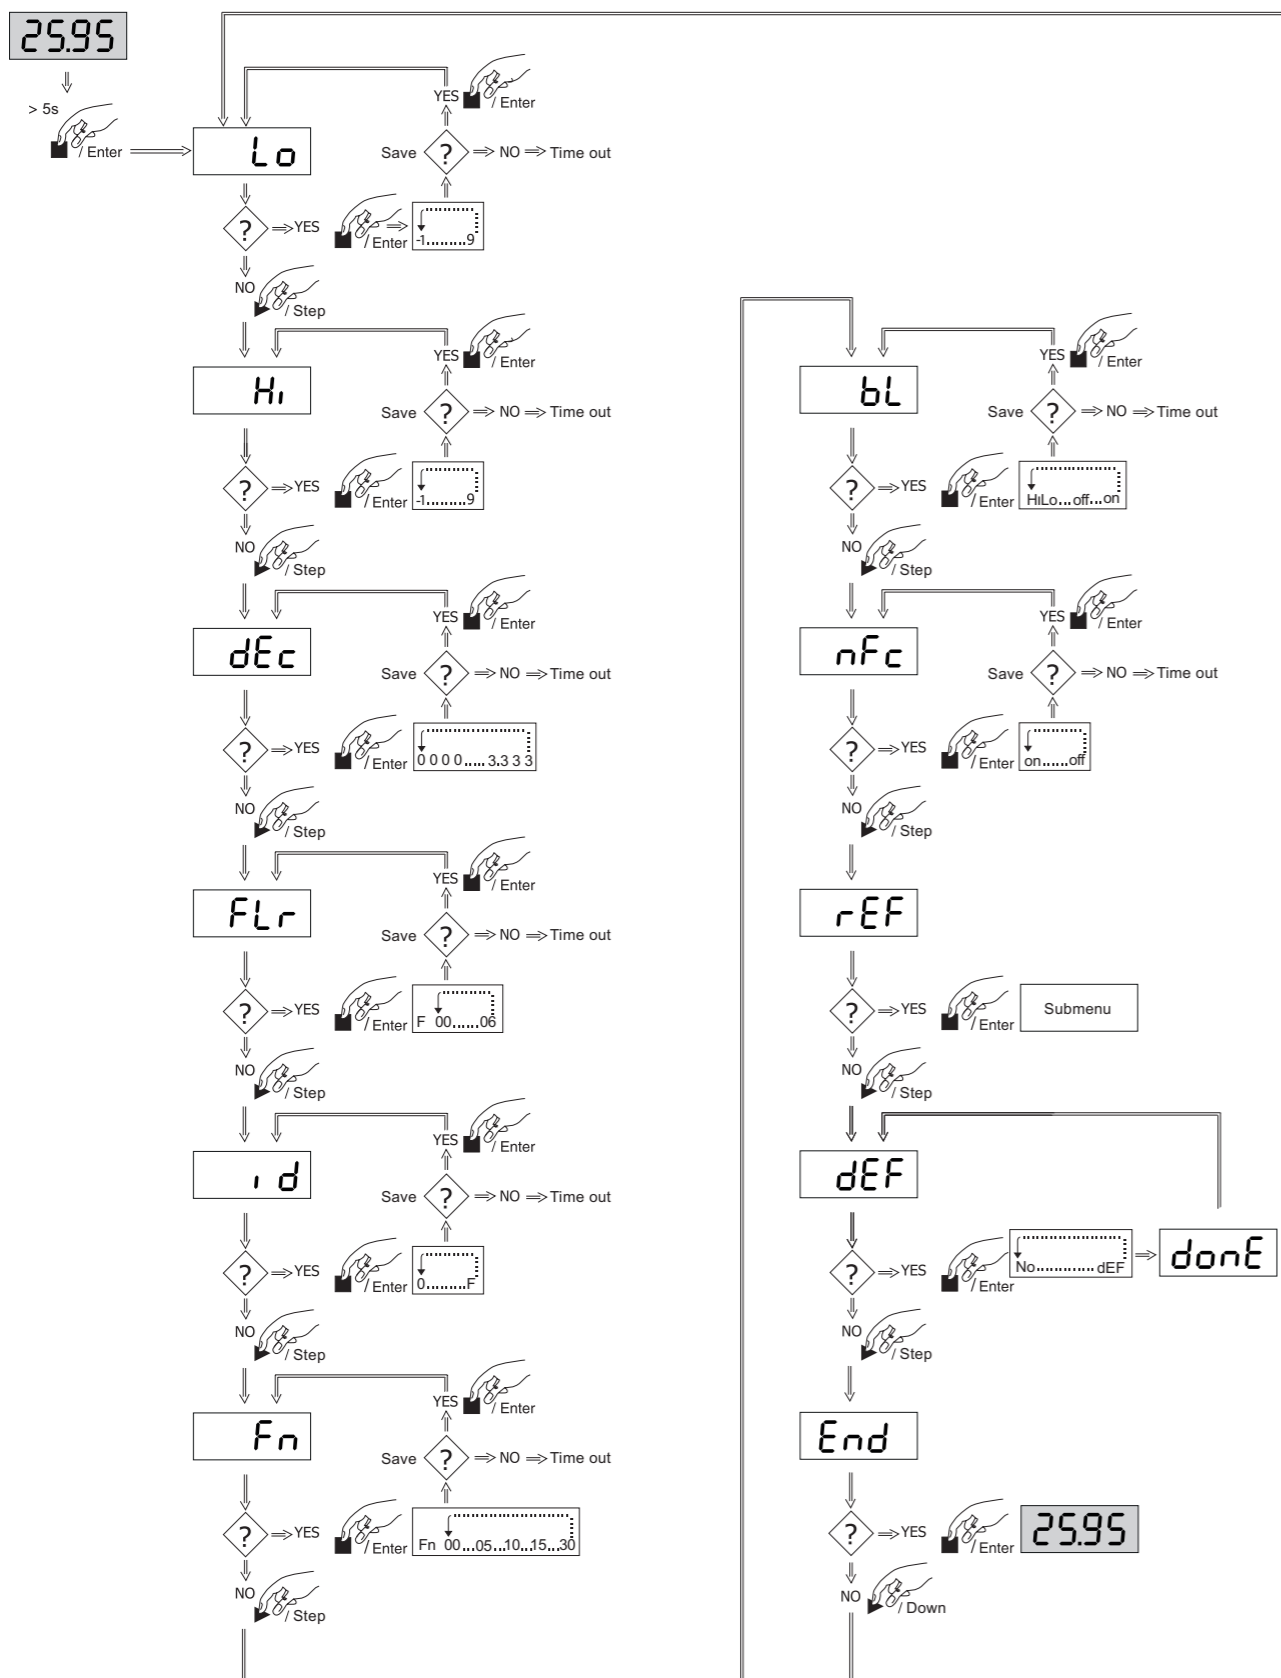 25.95
> 5s
/ Enter
Lo
?
YES
/ Enter
-1.........9
Save
?
NO
Time out
YES
/ Enter
NO
/ Step
Hı
?
YES
/ Enter
-1.........9
Save
?
NO
Time out
YES
/ Enter
NO
/ Step
dEc
?
YES
/ Enter
0 0 0 0..... 3.3 3 3
Save
?
NO
Time out
YES
/ Enter
NO
/ Step
FLr
?
YES
/ Enter
F 00......06
Save
?
NO
Time out
YES
/ Enter
NO
/ Step
ı d
?
YES
/ Enter
0.........F
Save
?
NO
Time out
YES
/ Enter
NO
/ Step
Fn
?
YES
/ Enter
Fn 00...05...10...15...30
Save
?
NO
Time out
YES
/ Enter
NO
/ Step
bL
?
YES
/ Enter
HıLo...off...on
Save
?
NO
Time out
YES
/ Enter
NO
/ Step
nFc
?
YES
/ Enter
on......off
Save
?
NO
Time out
YES
/ Enter
NO
/ Step
rEF
?
YES
/ Enter
Submenu
NO
/ Step
dEF
?
YES
/ Enter
No............ dEF
donE
NO
/ Step
End
?
YES
/ Enter
25.95
NO
/ Down